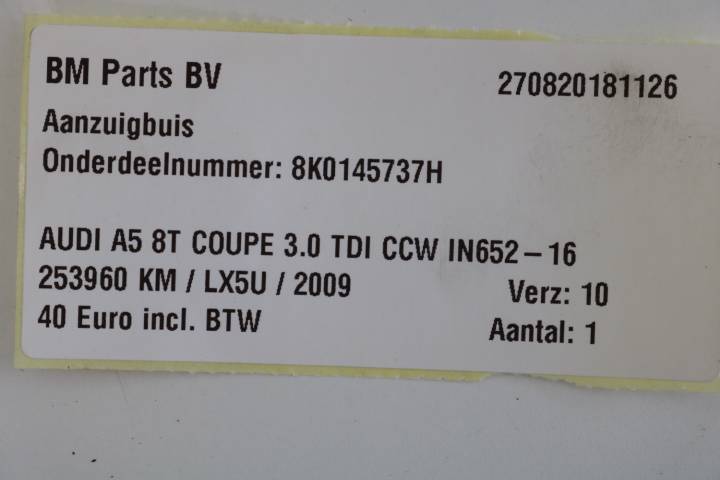 BM Parts BV 270820181126
Aanzuigbuis
Onderdeelnummer: 8K0145737H
AUDI A5 8T COUPE 3.0 TDI CCW IN652-16
253960 KM / LX5U / 2009 Verz: 10
40 Euro incl. BTW Aantal: 1